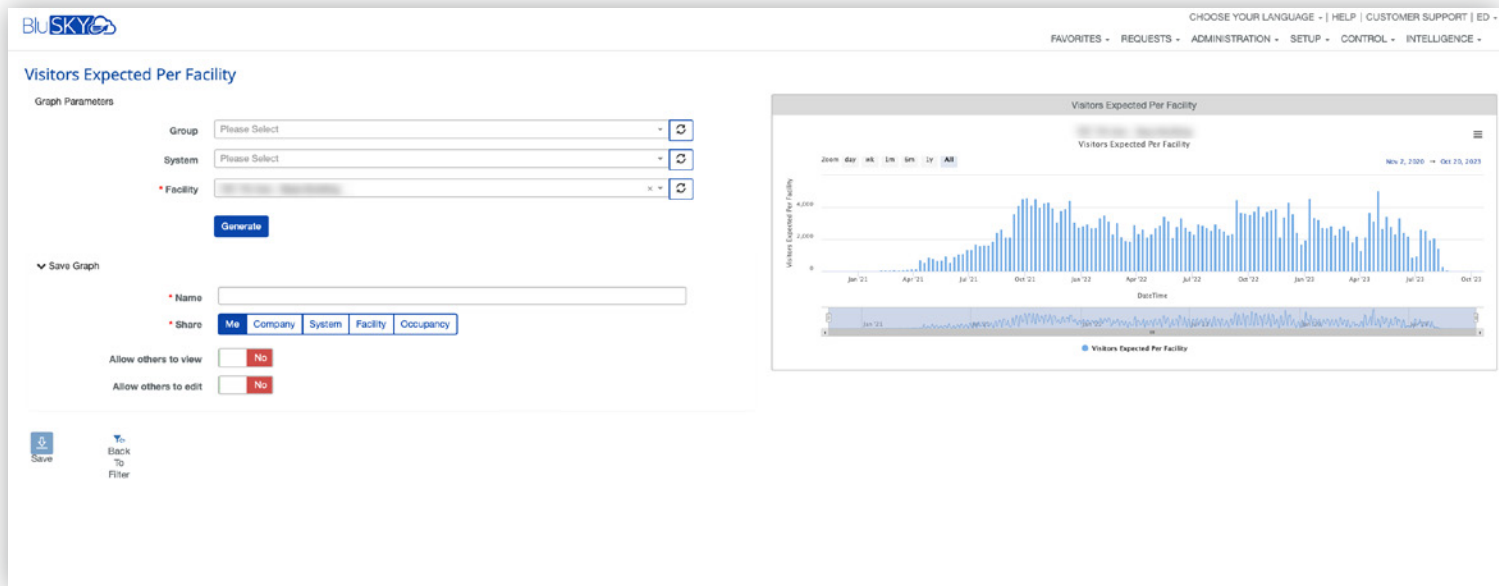 BluSKY
CHOOSE YOUR LANGUAGE | HELP | CUSTOMER SUPPORT | ED
FAVORITES REQUESTS ADMINISTRATION SETUP CONTROL INTELLIGENCE
Visitors Expected Per Facility
Graph Parameters
Group Please Select
System Please Select
* Facility
Generate
Save Graph
* Name
* Share Me Company System Facility Occupancy
Allow others to view No
Allow others to edit No
Save
Back
To
Filter
Visitors Expected Per Facility
Visitors Expected Per Facility
Zoom day wk 1m 6m 1y All
Nov 2, 2020 → Oct 20, 2023
Visitors Expected Per Facility
4,000
2,000
0
Jan '21 Apr '21 Jul '21 Oct '21 Jan '22 Apr '22 Jul '22 Oct '22 Jan '23 Apr '23 Jul '23 Oct '23
DateTime
Jan '21
Visitors Expected Per Facility